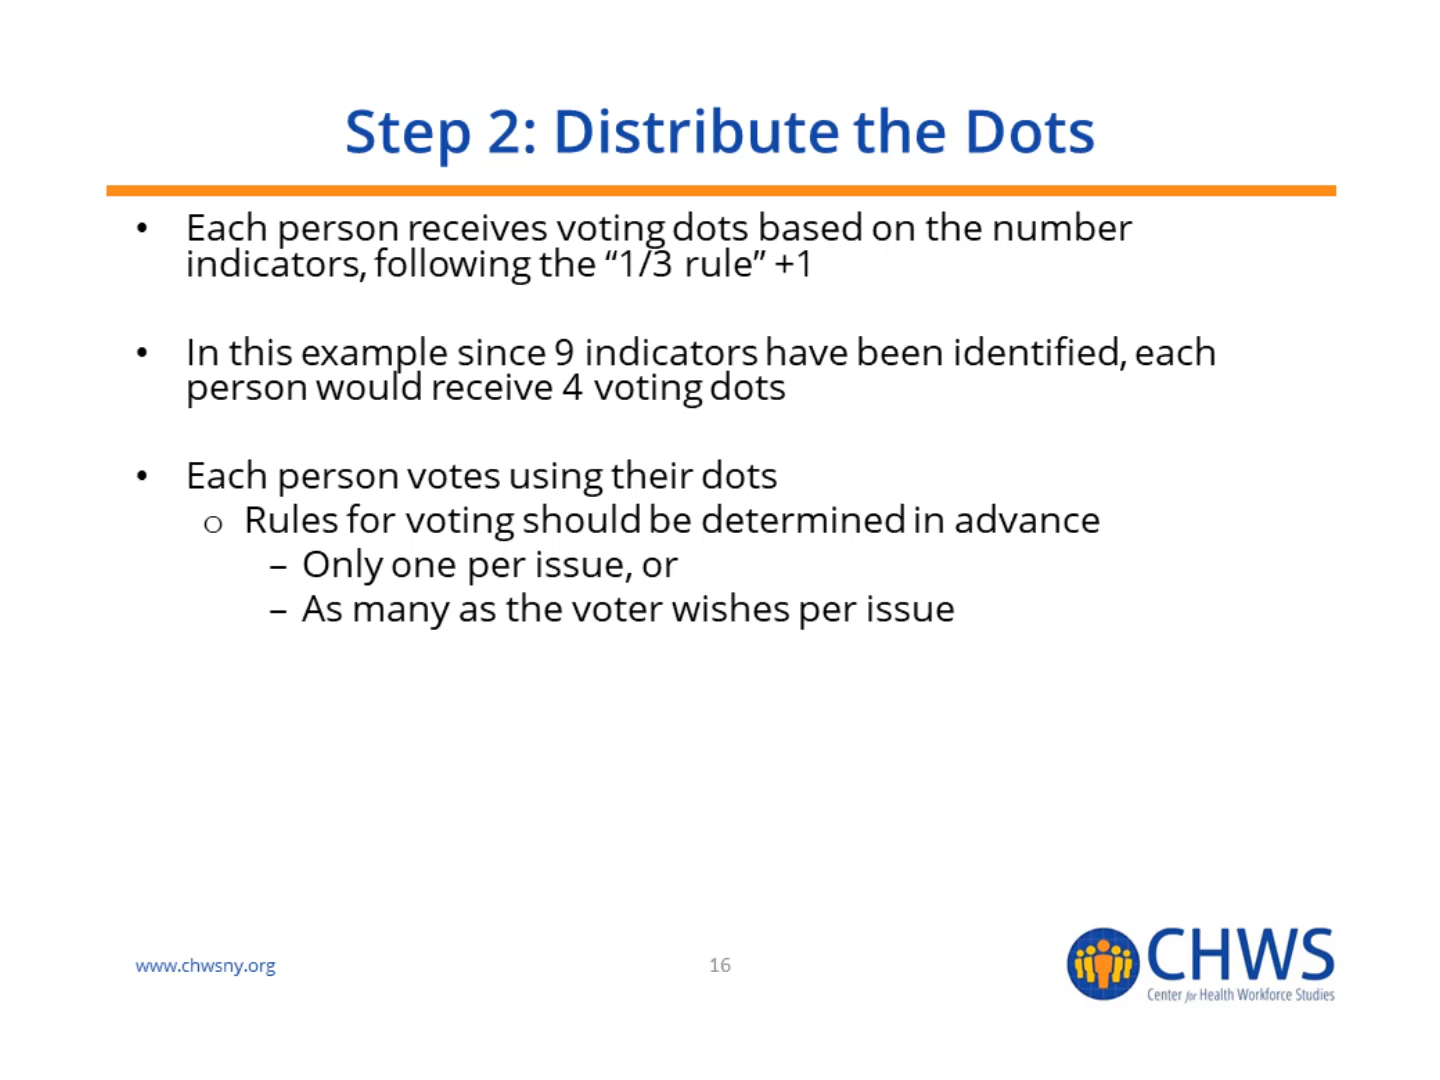 Step 2: Distribute the Dots
• Each person receives voting dots based on the number
indicators, following the “1/3 rule” +1
• In this example since 9 indicators have been identified, each
person would receive 4 voting dots
• Each person votes using their dots
o Rules for voting should be determined in advance
– Only one per issue, or
– As many as the voter wishes per issue
www.chwsny.org
16
CHWS
Center for Health Workforce Studies